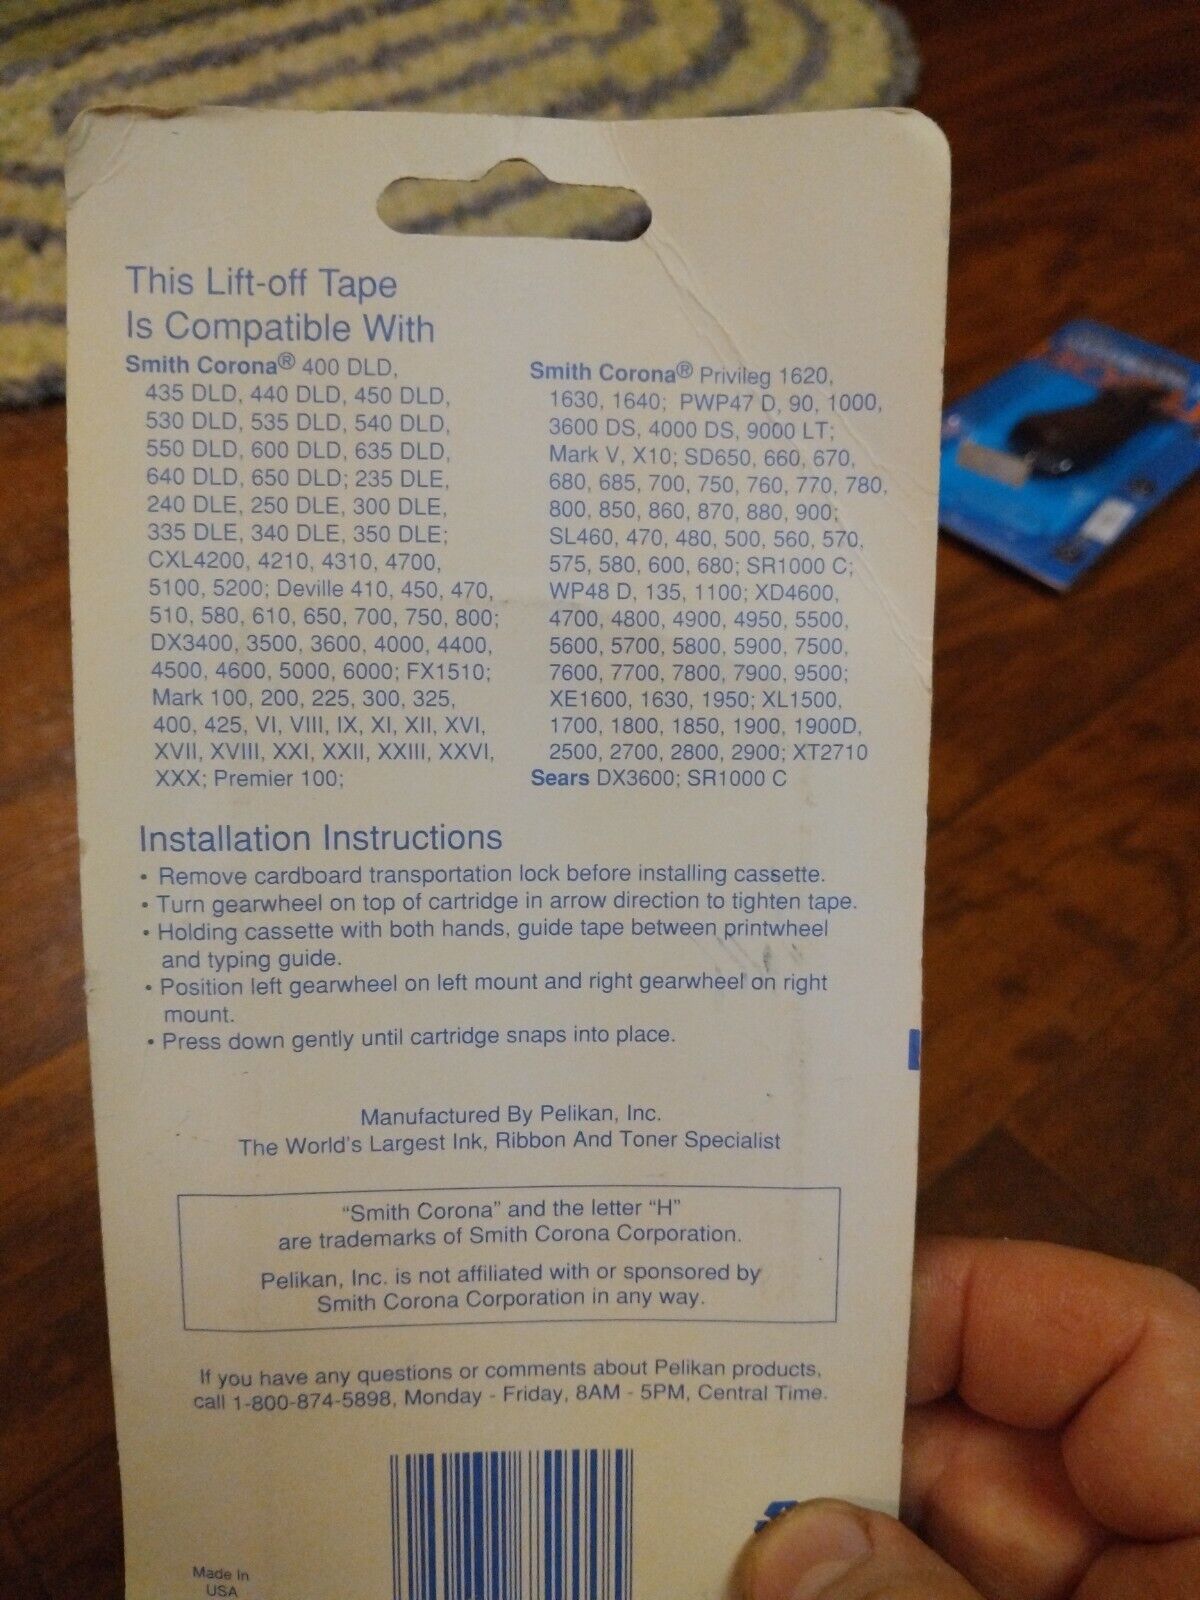 This Lift-off Tape
Is Compatible With
Smith Corona® 400 DLD,
435 DLD, 440 DLD, 450 DLD,
530 DLD, 535 DLD, 540 DLD,
550 DLD, 600 DLD, 635 DLD,
640 DLD, 650 DLD; 235 DLE,
240 DLE, 250 DLE, 300 DLE,
335 DLE, 340 DLE, 350 DLE;
CXL4200, 4210, 4310, 4700,
5100, 5200; Deville 410, 450, 470,
510, 580, 610, 650, 700, 750, 800;
DX3400, 3500, 3600, 4000, 4400,
4500, 4600, 5000, 6000; FX1510;
Mark 100, 200, 225, 300, 325,
400, 425, VI, VIII, IX, XI, XII, XVI,
XVII, XVIII, XXI, XXII, XXIII, XXVI,
XXX; Premier 100;
Smith Corona® Privileg 1620,
1630, 1640; PWP47 D, 90, 1000,
3600 DS, 4000 DS, 9000 LT;
Mark V, X10; SD650, 660, 670,
680, 685, 700, 750, 760, 770, 780,
800, 850, 860, 870, 880, 900;
SL460, 470, 480, 500, 560, 570,
575, 580, 600, 680; SR1000 C;
WP48 D, 135, 1100; XD4600,
4700, 4800, 4900, 4950, 5500,
5600, 5700, 5800, 5900, 7500,
7600, 7700, 7800, 7900, 9500;
XE1600, 1630, 1950; XL1500,
1700, 1800, 1850, 1900, 1900D,
2500, 2700, 2800, 2900; XT2710
Sears DX3600; SR1000 C
Installation Instructions
• Remove cardboard transportation lock before installing cassette.
• Turn gearwheel on top of cartridge in arrow direction to tighten tape.
• Holding cassette with both hands, guide tape between printwheel
and typing guide.
• Position left gearwheel on left mount and right gearwheel on right
mount.
• Press down gently until cartridge snaps into place.
Manufactured By Pelikan, Inc.
The World's Largest Ink, Ribbon And Toner Specialist
"Smith Corona" and the letter "H"
are trademarks of Smith Corona Corporation.
Pelikan, Inc. is not affiliated with or sponsored by
Smith Corona Corporation in any way.
If you have any questions or comments about Pelikan products,
call 1-800-874-5898, Monday - Friday, 8AM - 5PM, Central Time.
Made In
USA